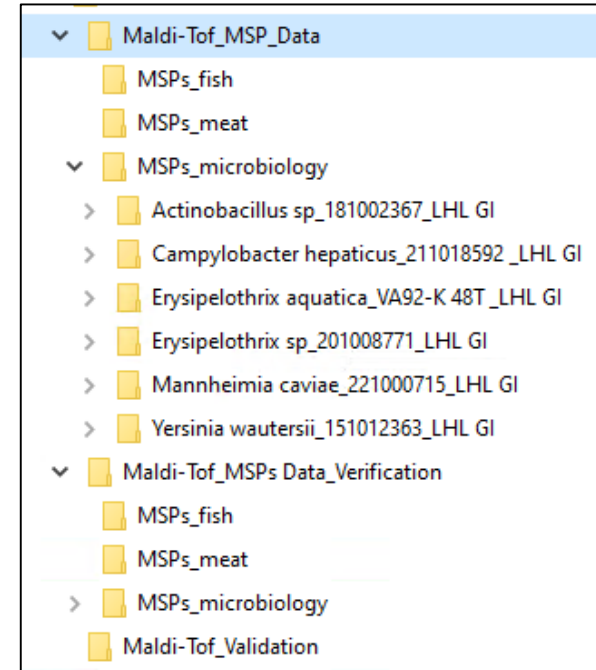 Maldi-Tof_MSP_Data
MSPs_fish
MSPs_meat
MSPs_microbiology
Actinobacillus sp_181002367_LHL GI
Campylobacter hepaticus_211018592 _LHL GI
Erysipelothrix aquatica_VA92-K 48T _LHL GI
Erysipelothrix sp_201008771_LHL GI
Mannheimia caviae_221000715_LHL GI
Yersinia wautersii_151012363_LHL GI
Maldi-Tof_MSPs Data_Verification
MSPs_fish
MSPs_meat
MSPs_microbiology
Maldi-Tof_Validation